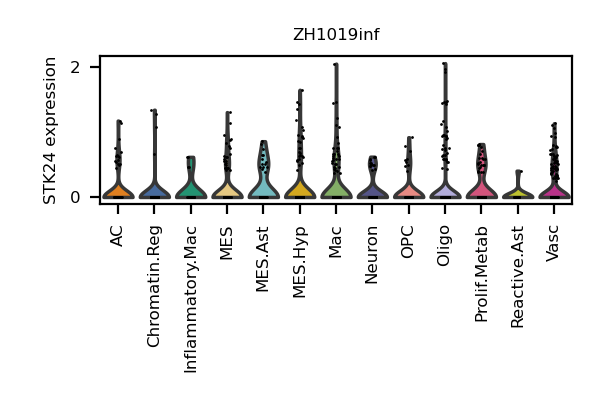 ZH1019inf
STK24 expression
2
0
AC
Chromatin.Reg
Inflammatory.Mac
MES
MES.Ast
MES.Hyp
Mac
Neuron
OPC
Oligo
Prolif.Metab
Reactive.Ast
Vasc